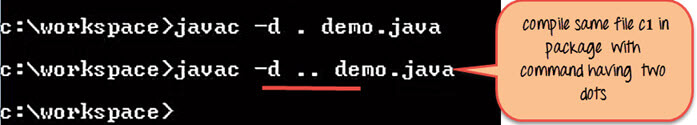 c:\workspace>javac -d . demo.java
c:\workspace>javac -d .. demo.java
c:\workspace>
compile same file c1 in
package with
command having two
dots